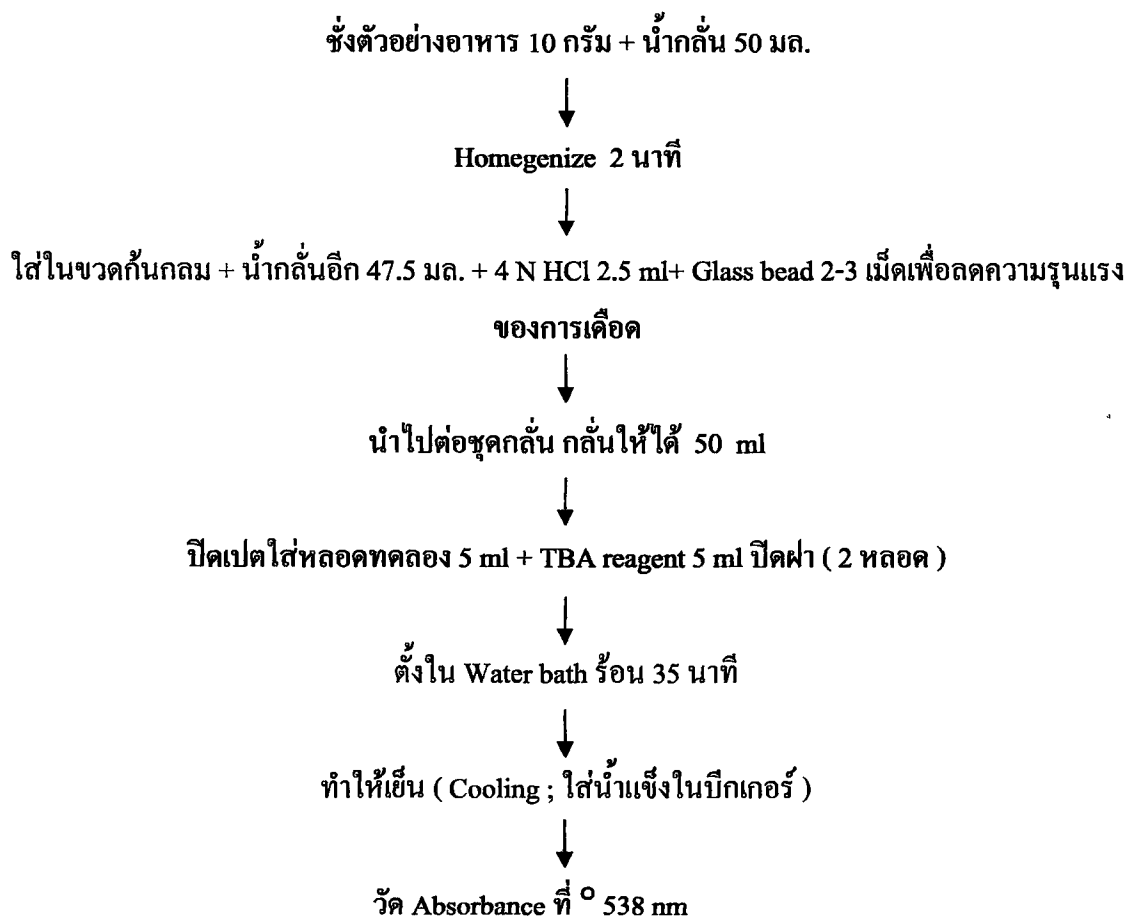 ชั่งตัวอย่างอาหาร 10 กรัม + น้ำกลั่น 50 มล.
Homegenize 2 นาที
ใส่ในขวดก้นกลม + น้ำกลั่นอีก 47.5 มล. + 4 N HCl 2.5 ml+ Glass bead 2-3 เม็ดเพื่อลดความรุนแรง
ของการเดือด
นำไปต่อชุดกลั่น กลั่นให้ได้ 50 ml
ปีดเปตใส่หลอดทดลอง 5 ml + TBA reagent 5 ml ปิดฝา ( 2 หลอด )
ตั้งใน Water bath ร้อน 35 นาที
ทำให้เย็น ( Cooling ; ใส่น้ำแข็งในบีกเกอร์ )
วัด Absorbance ที่ ° 538 nm